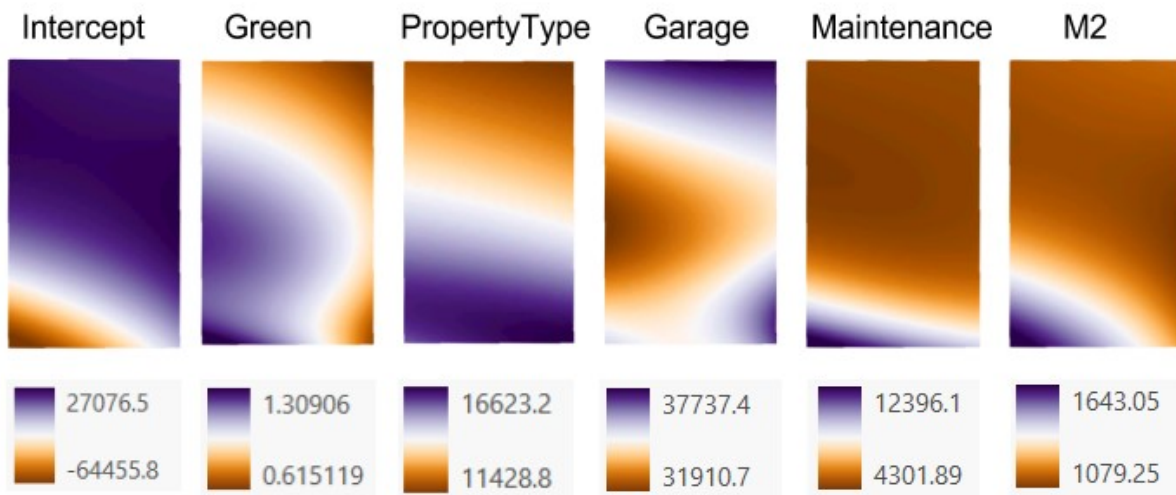 Intercept Green PropertyType Garage Maintenance M2
27076.5 1.30906 16623.2 37737.4 12396.1 1643.05
-64455.8 0.615119 11428.8 31910.7 4301.89 1079.25